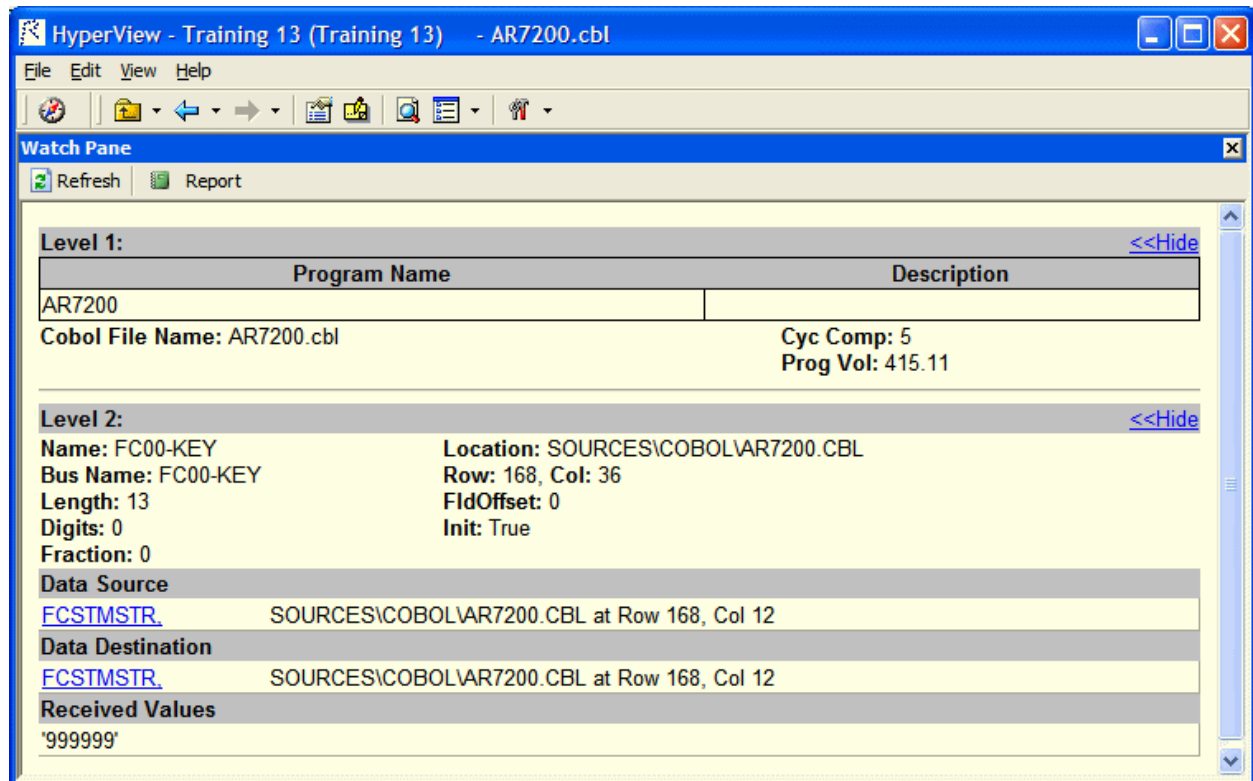 HyperView - Training 13 (Training 13) - AR7200.cbl
File Edit View Help
Watch Pane
Refresh Report
Level 1: <<Hide
Program Name Description
AR7200
Cobol File Name: AR7200.cbl Cyc Comp: 5
Prog Vol: 415.11
Level 2: <<Hide
Name: FC00-KEY Location: SOURCES\COBOL\AR7200.CBL
Bus Name: FC00-KEY Row: 168, Col: 36
Length: 13 FldOffset: 0
Digits: 0 Init: True
Fraction: 0
Data Source
FCSTMSTR, SOURCES\COBOL\AR7200.CBL at Row 168, Col 12
Data Destination
FCSTMSTR, SOURCES\COBOL\AR7200.CBL at Row 168, Col 12
Received Values
'999999'